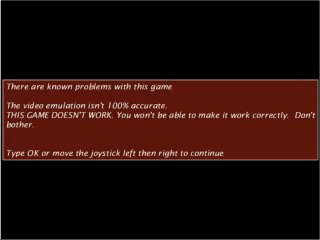 There are known problems with this game
The video emulation isn't 100% accurate.
THIS GAME DOESN'T WORK. You won't be able to make it work correctly.  Don't
bother.
Type OK or move the joystick left then right to continue